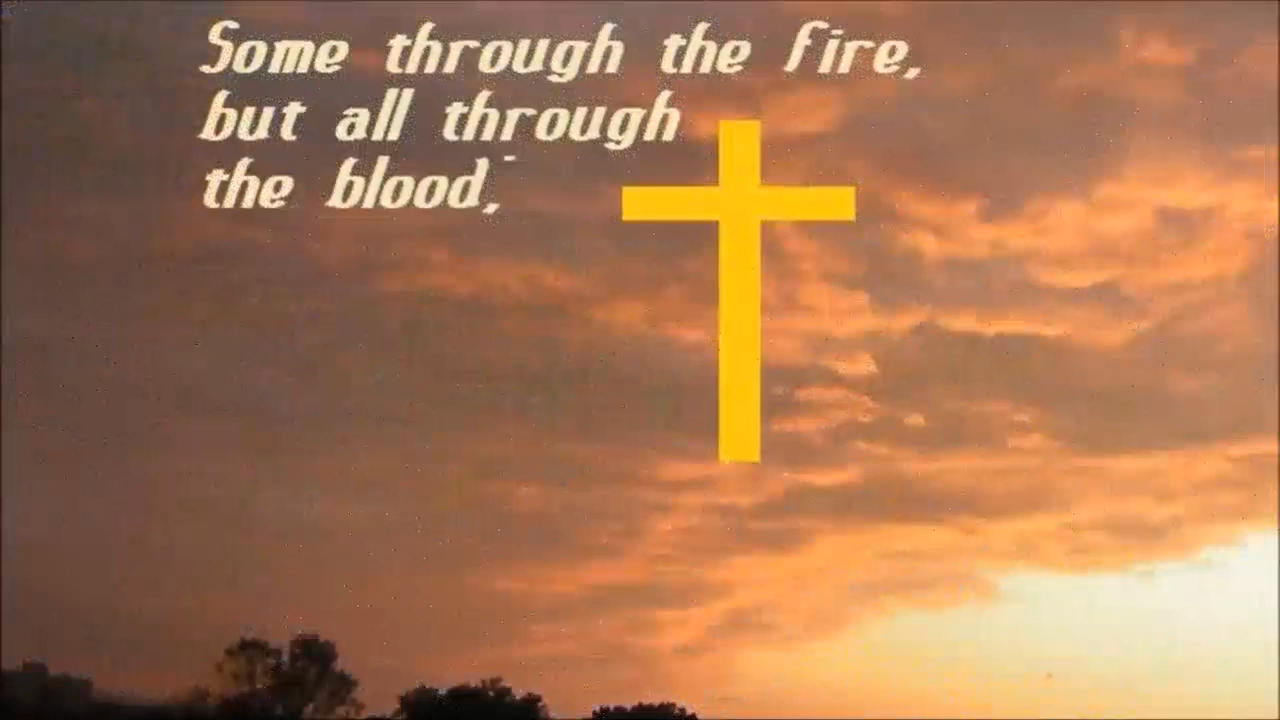 Some through the fire,
but all through
the blood,